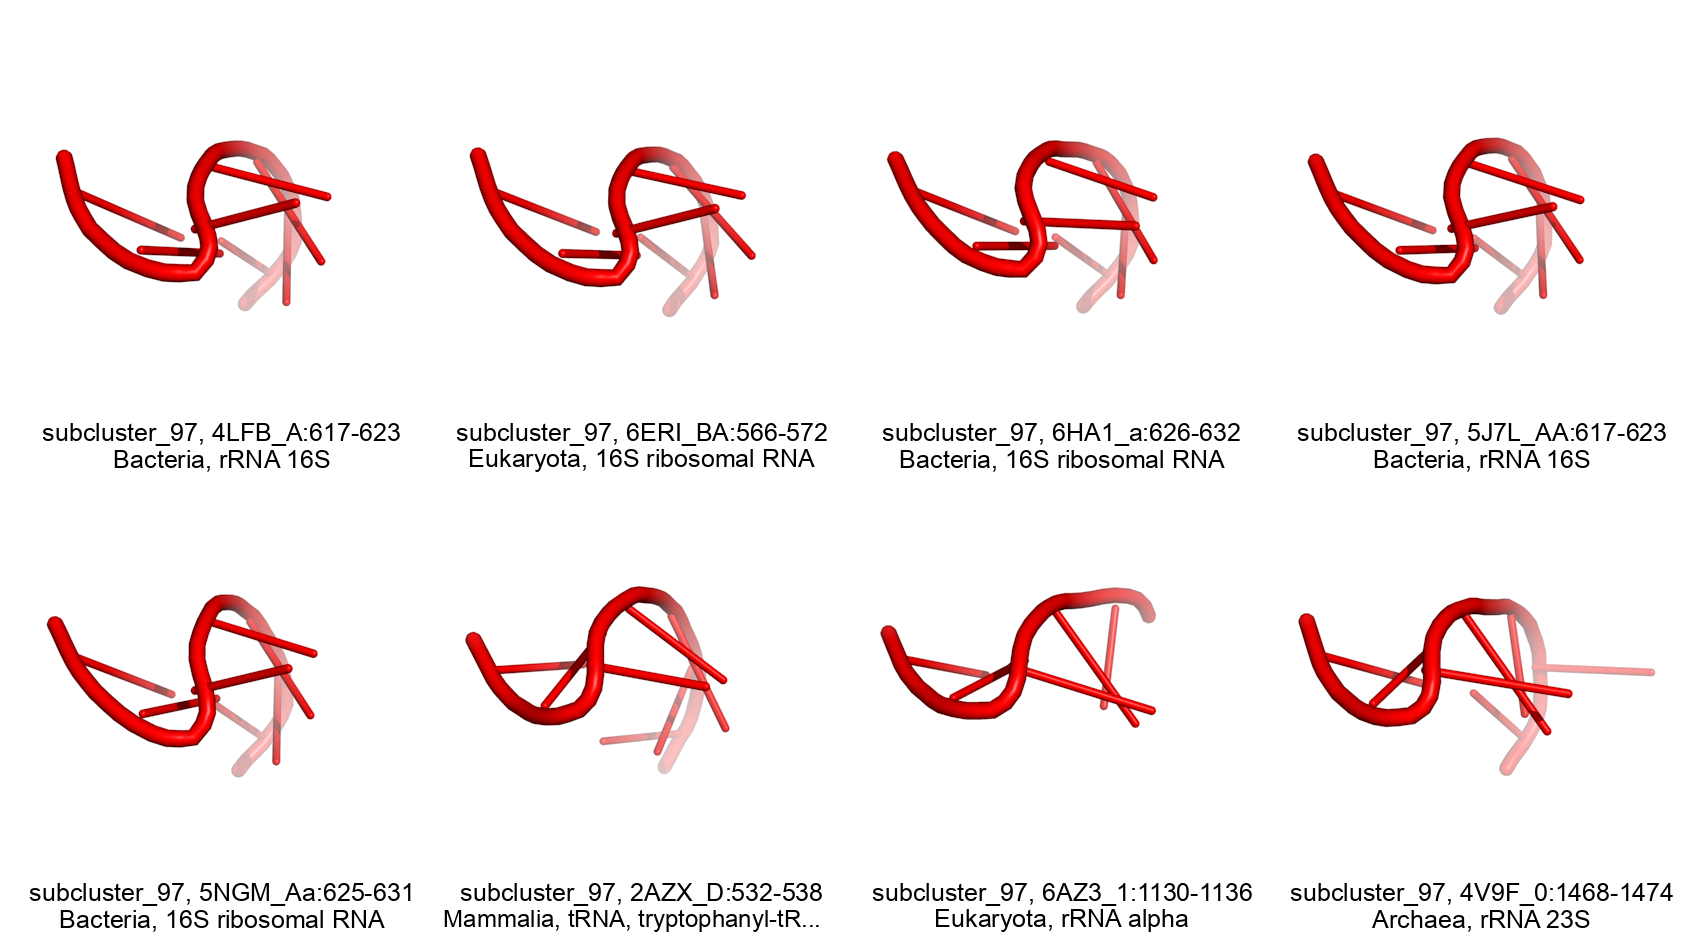 subcluster_97, 4LFB_A:617-623
Bacteria, rRNA 16S
subcluster_97, 6ERI_BA:566-572
Eukaryota, 16S ribosomal RNA
subcluster_97, 6HA1_a:626-632
Bacteria, 16S ribosomal RNA
subcluster_97, 5J7L_AA:617-623
Bacteria, rRNA 16S
subcluster_97, 5NGM_Aa:625-631
Bacteria, 16S ribosomal RNA
subcluster_97, 2AZX_D:532-538
Mammalia, tRNA, tryptophanyl-tR...
subcluster_97, 6AZ3_1:1130-1136
Eukaryota, rRNA alpha
subcluster_97, 4V9F_0:1468-1474
Archaea, rRNA 23S